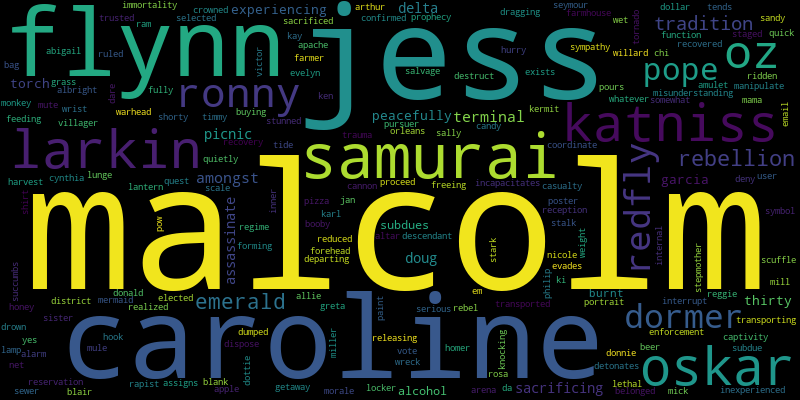 immortality crowned arthur delta prophecy dragging seymour farmhouse wet tornado dollar tends sandy
trusted ram selected sacrificed confirmed hurry sympathy staged function quick
flynn jess experiencing kay apache tradition
abigail ruled victor farmer salvage destruct exists willard chi recovered oz
bag torch grass evelyn pope ridden
albright fully ronny ken pours amulet manipulate
monkey mute wrist dare buying peacefully kermit whatever misunderstanding somewhat mama
feeding warhead shorty timmy stunned pursuer terminal candy katniss email
villager picnic orleans sally
larkin recovery tide trauma samurai coordinate
harvest cynthia lunge quietly amongst rebellion
lantern quest scale inner cannon proceed freeing incapacitates casualty redfly garcia deny user
shirt malcolm pizza jan poster
pow assassinate regime booby karl subdues altar descendant reception stalk internal symbol
forming reduced forehead departing stark weight stepmother
doug nicole evades scuffle
succumbs donald allie em ki philip burnt reggie mill
district mermaid elected emerald portrait interrupt thirty
honey realized greta paint serious rebel transported dormer transporting
sister caroline
drown hook dumped releasing enforcement captivity
yes alarm mule dispose miller vote homer knocking beer subdue
lamp wreck donnie oskar
net dottie detonates
reservation rapist assigns blank getaway morale locker da rosa lethal
sewer blair apple alcohol arena sacrificing belonged mick inexperienced